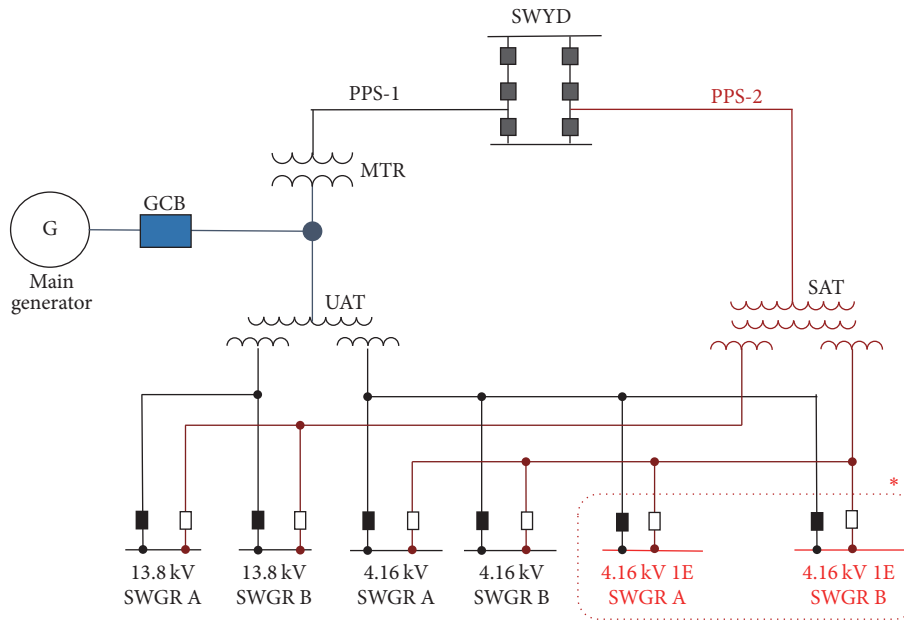 SWYD
PPS-1
PPS-2
MTR
GCB
G
Main
generator
UAT
SAT
*
13.8 kV
SWGR A
13.8 kV
SWGR B
4.16 kV
SWGR A
4.16 kV
SWGR B
4.16 kV 1E
SWGR A
4.16 kV 1E
SWGR B